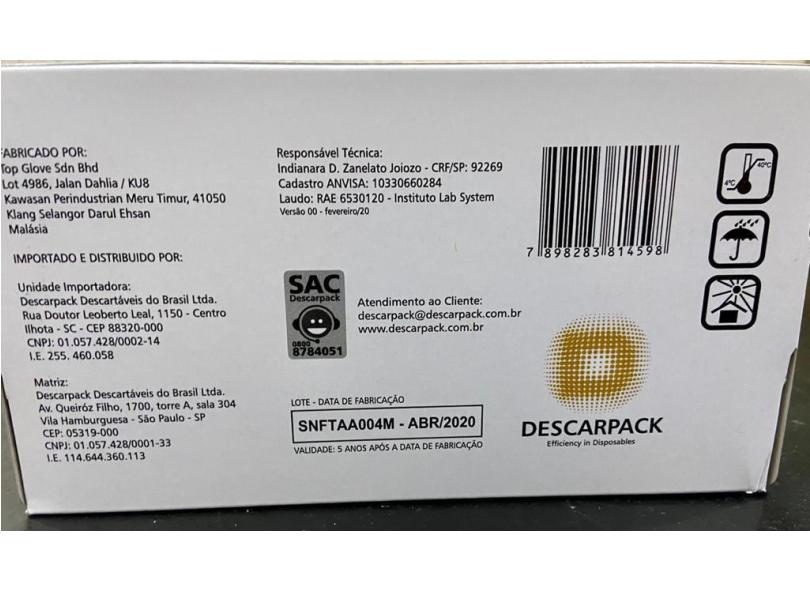 FABRICADO POR:
Top Glove Sdn Bhd
Lot 4986, Jalan Dahlia / KU8
Kawasan Perindustrian Meru Timur, 41050
Klang Selangor Darul Ehsan
Malásia
IMPORTADO E DISTRIBUIDO POR:
Unidade Importadora:
Descarpack Descartáveis do Brasil Ltda.
Rua Doutor Leoberto Leal, 1150 - Centro
Ilhota - SC - CEP 88320-000
CNPJ: 01.057.428/0002-14
I.E. 255. 460.058
Matriz:
Descarpack Descartáveis do Brasil Ltda.
Av. Queiróz Filho, 1700, torre A, sala 304
Vila Hamburguesa - São Paulo - SP
CEP: 05319-000
CNPJ: 01.057.428/0001-33
I.E. 114.644.360.113
Responsável Técnica:
Indianara D. Zanelato Joiozo - CRF/SP: 92269
Cadastro ANVISA: 10330660284
Laudo: RAE 6530120 - Instituto Lab System
Versão 00 - fevereiro/20
SAC
Descarpack
0800
8784051
Atendimento ao Cliente:
descarpack@descarpack.com.br
www.descarpack.com.br
LOTE - DATA DE FABRICAÇÃO
SNFTAA004M - ABR/2020
VALIDADE: 5 ANOS APÓS A DATA DE FABRICAÇÃO
7 898283 814598
4ºC 40ºC
DESCARPACK
Efficiency in Disposables